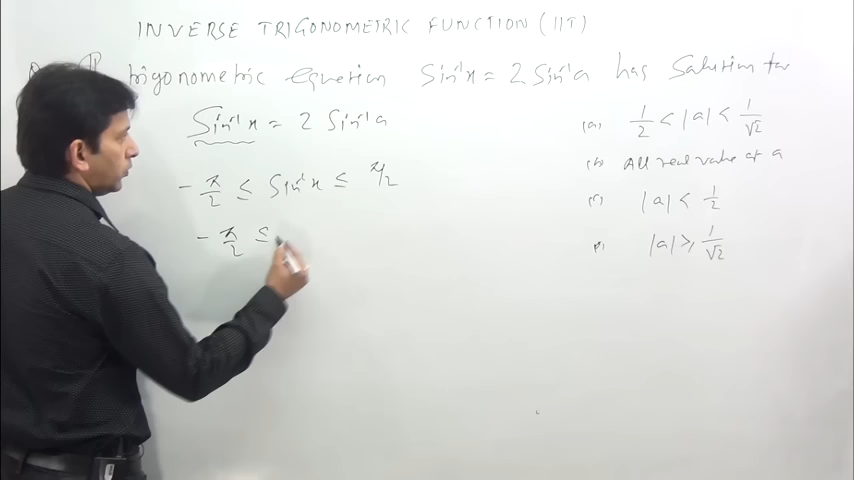 INVERSE TRIGONOMETRIC FUNCTION (IIT)
trigonometric equation Sin⁻¹x = 2 Sin⁻¹a has Solution for
Sin⁻¹x = 2 Sin⁻¹a
-π/2 ≤ Sin⁻¹x ≤ π/2
-π/2 ≤
(a) 1/2 < |a| < 1/√2
(b) All real value of a
(c) |a| < 1/2
|a| ≥ 1/√2